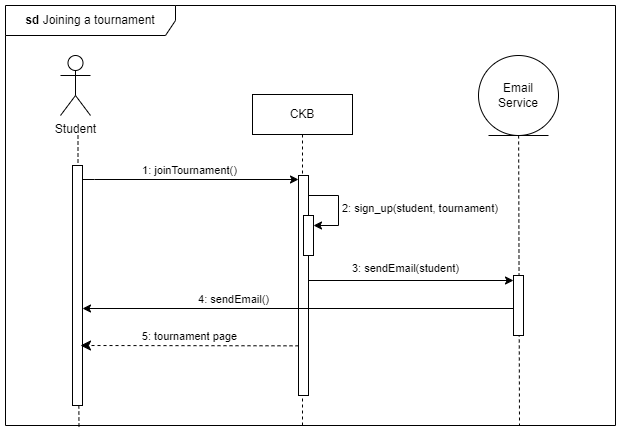 sd Joining a tournament
Student
CKB
Email
Service
1: joinTournament()
2: sign_up(student, tournament)
3: sendEmail(student)
4: sendEmail()
5: tournament page